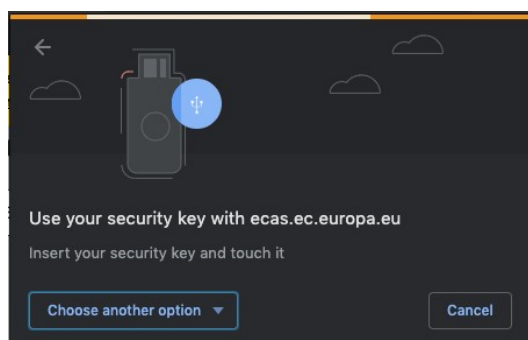 Use your security key with ecas.ec.europa.eu
Insert your security key and touch it
Choose another option
Cancel